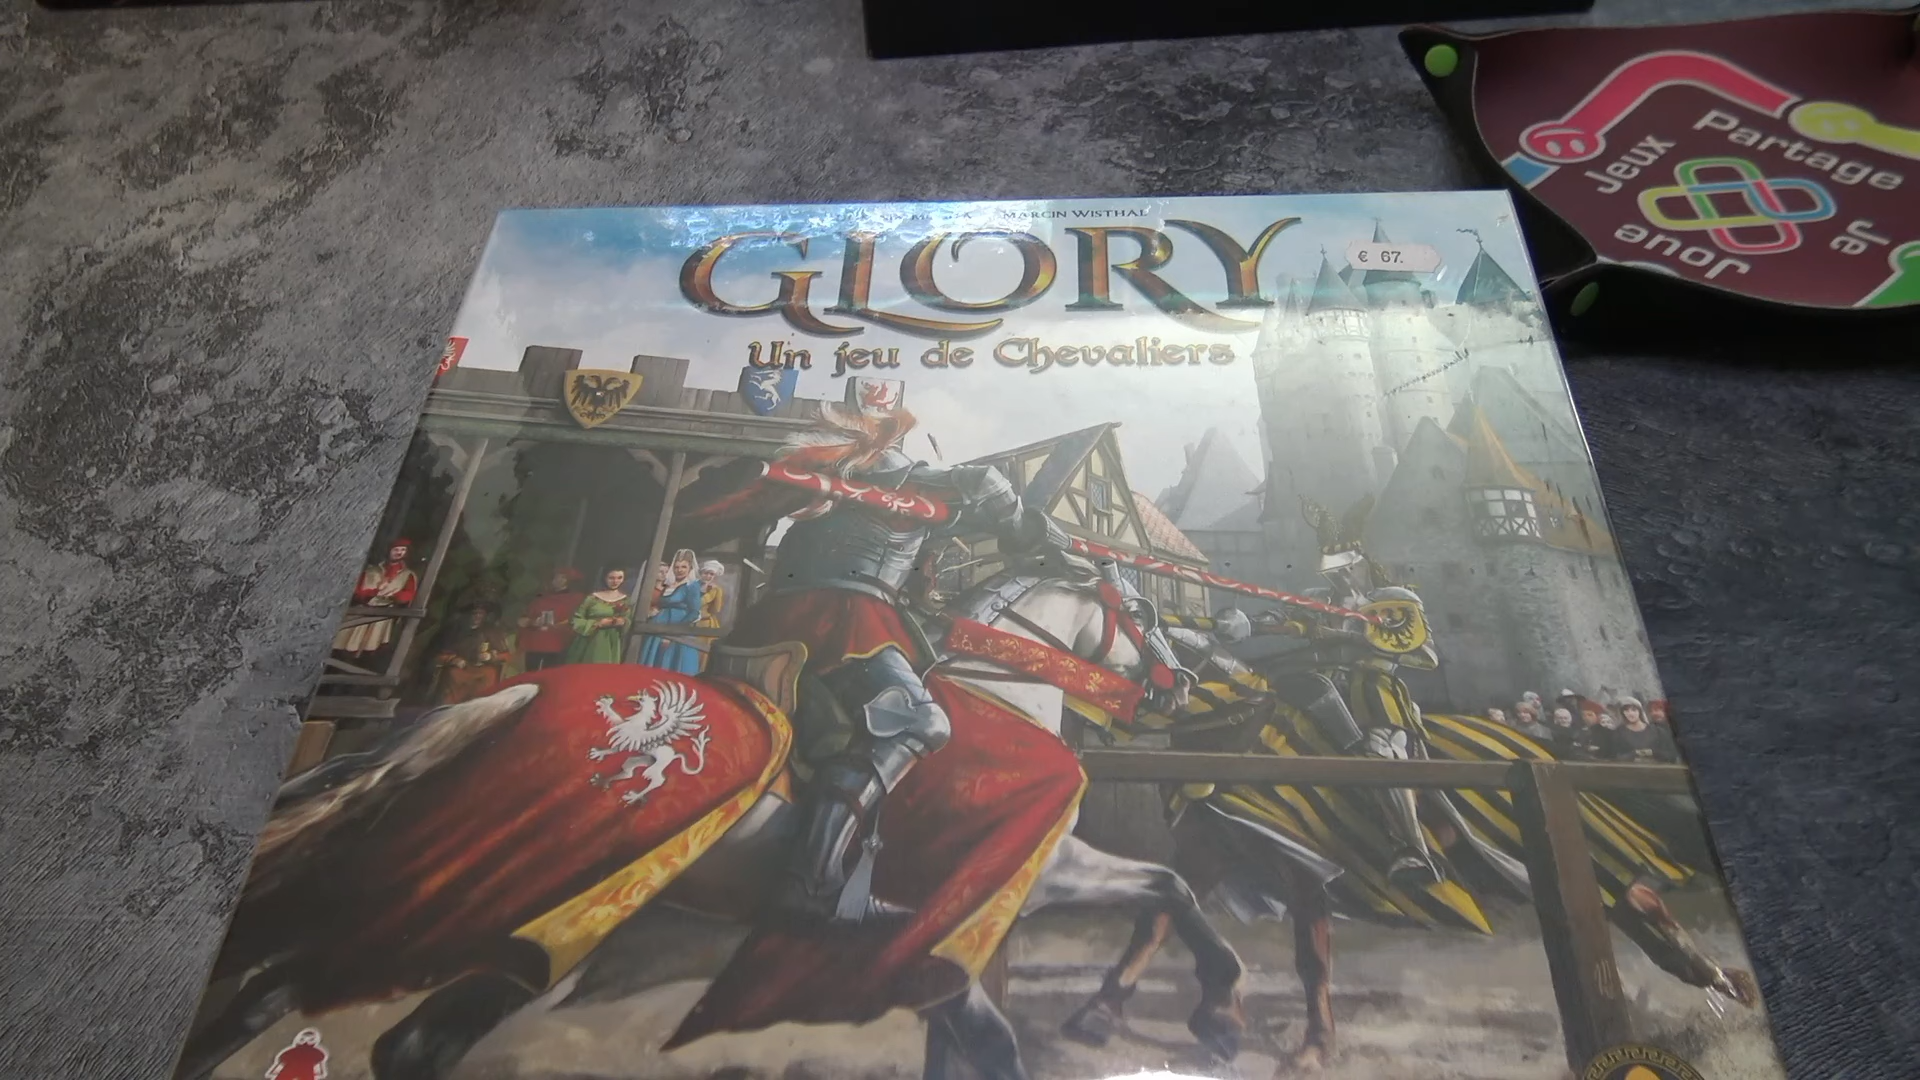 MARCIN WISTHAL
GLORY
€ 67.
Un jeu de Chevaliers
Jeux
Partage
Je
Joue